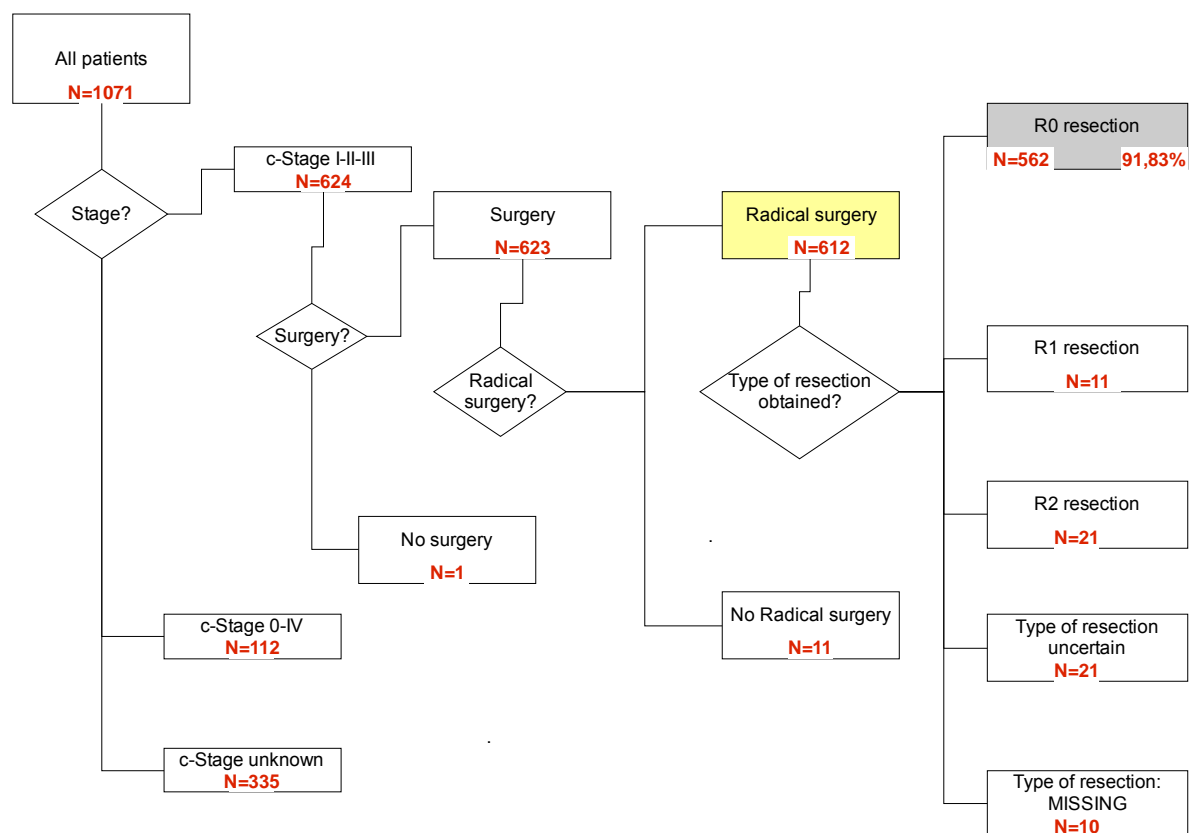 All patients
N=1071
Stage?
c-Stage I-II-III
N=624
Surgery?
Surgery
N=623
Radical
surgery?
Radical surgery
N=612
Type of resection
obtained?
R0 resection
N=562 91,83%
R1 resection
N=11
R2 resection
N=21
Type of resection
uncertain
N=21
Type of resection:
MISSING
N=10
No Radical surgery
N=11
No surgery
N=1
c-Stage 0-IV
N=112
c-Stage unknown
N=335